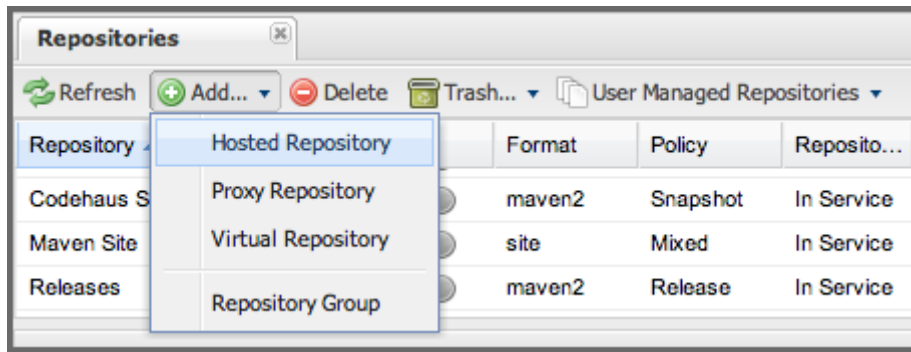 Repositories
Refresh Add... Delete Trash... User Managed Repositories
Repository Format Policy Reposito...
Hosted Repository
Proxy Repository
Virtual Repository
Repository Group
Codehaus S maven2 Snapshot In Service
Maven Site site Mixed In Service
Releases maven2 Release In Service